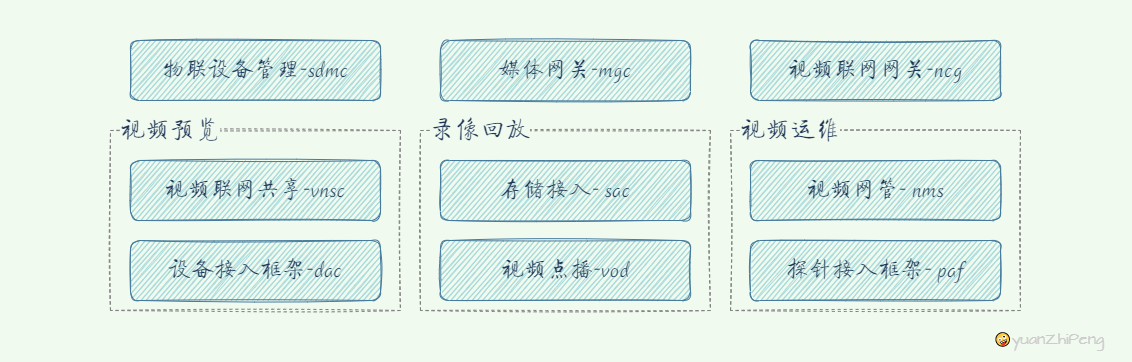 物联设备管理-sdmc
媒体网关-mgc
视频联网网关-ncg
视频预览
录像回放
视频运维
视频联网共享-vnsc
存储接入- sac
视频网管- nms
设备接入框架-dac
视频点播-vod
探针接入框架- paf
yuanZhiPeng